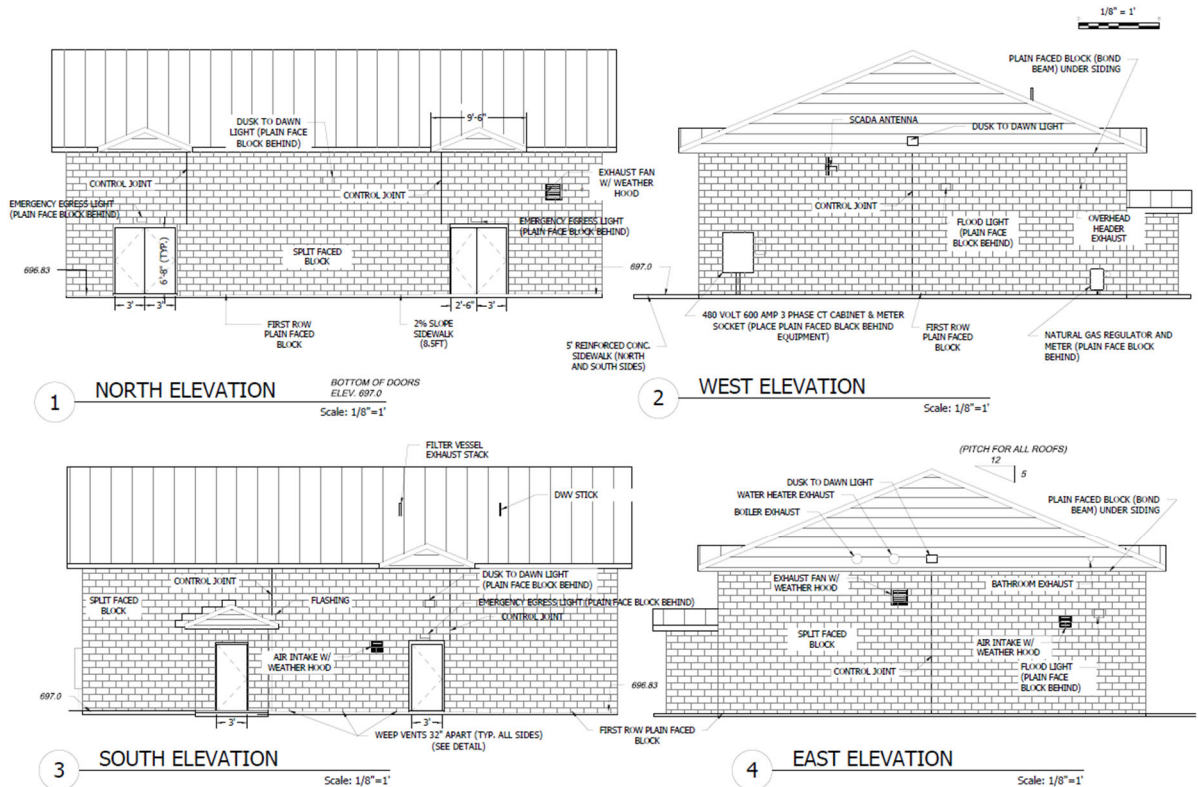 1/8" = 1'
DUSK TO DAWN
LIGHT (PLAIN FACE
BLOCK BEHIND)
9'-6"
CONTROL JOINT
CONTROL JOINT
EXHAUST FAN
W/ WEATHER
HOOD
EMERGENCY EGRESS LIGHT
(PLAIN FACE BLOCK BEHIND)
EMERGENCY EGRESS LIGHT
(PLAIN FACE BLOCK BEHIND)
6'-8" (TYP.)
SPLIT FACED
BLOCK
696.83
3'
3'
2'-6"
3'
FIRST ROW
PLAIN FACED
BLOCK
2% SLOPE
SIDEWALK
(8.5FT)
1
NORTH ELEVATION
BOTTOM OF DOORS
ELEV. 697.0
Scale: 1/8"=1'
PLAIN FACED BLOCK (BOND
BEAM) UNDER SIDING
SCADA ANTENNA
DUSK TO DAWN LIGHT
CONTROL JOINT
FLOOD LIGHT
(PLAIN FACE
BLOCK BEHIND)
OVERHEAD
HEADER
EXHAUST
697.0
480 VOLT 600 AMP 3 PHASE CT CABINET & METER
SOCKET (PLACE PLAIN FACED BLACK BEHIND
EQUIPMENT)
5' REINFORCED CONC.
SIDEWALK (NORTH
AND SOUTH SIDES)
FIRST ROW
PLAIN FACED
BLOCK
NATURAL GAS REGULATOR AND
METER (PLAIN FACE BLOCK
BEHIND)
2
WEST ELEVATION
Scale: 1/8"=1'
FILTER VESSEL
EXHAUST STACK
DWV STICK
CONTROL JOINT
DUSK TO DAWN LIGHT
(PLAIN FACE BLOCK BEHIND)
SPLIT FACED
BLOCK
FLASHING
EMERGENCY EGRESS LIGHT (PLAIN FACE BLOCK BEHIND)
CONTROL JOINT
AIR INTAKE W/
WEATHER HOOD
697.0
696.83
3'
3'
WEEP VENTS 32" APART (TYP. ALL SIDES)
(SEE DETAIL)
FIRST ROW PLAIN FACED
BLOCK
3
SOUTH ELEVATION
Scale: 1/8"=1'
(PITCH FOR ALL ROOFS)
12
5
DUSK TO DAWN LIGHT
WATER HEATER EXHAUST
BOILER EXHAUST
PLAIN FACED BLOCK (BOND
BEAM) UNDER SIDING
EXHAUST FAN W/
WEATHER HOOD
BATHROOM EXHAUST
SPLIT FACED
BLOCK
AIR INTAKE W/
WEATHER HOOD
CONTROL JOINT
FLOOD LIGHT
(PLAIN FACE
BLOCK BEHIND)
4
EAST ELEVATION
Scale: 1/8"=1'